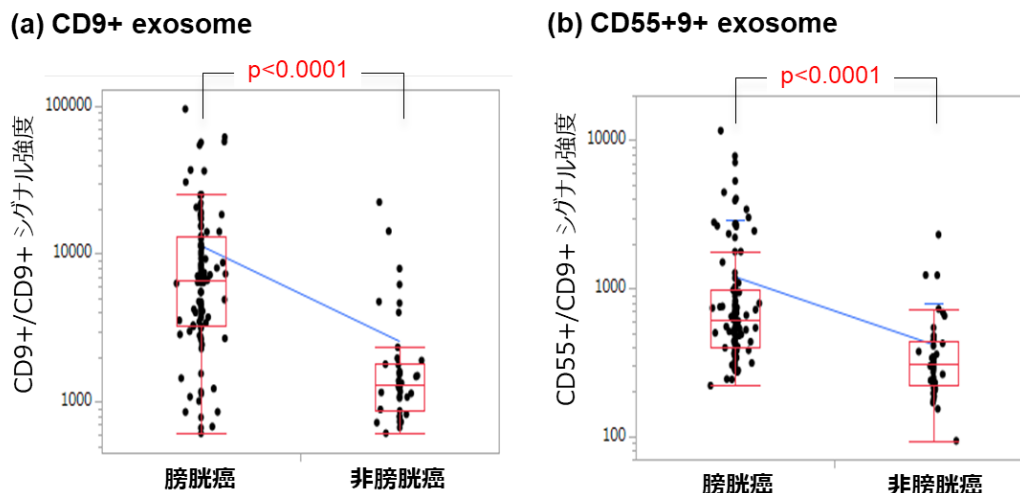 (a) CD9+ exosome
p<0.0001
CD9+/CD9+ シグナル強度
100000
10000
1000
膀胱癌
非膀胱癌
(b) CD55+9+ exosome
p<0.0001
CD55+/CD9+ シグナル強度
10000
1000
100
膀胱癌
非膀胱癌